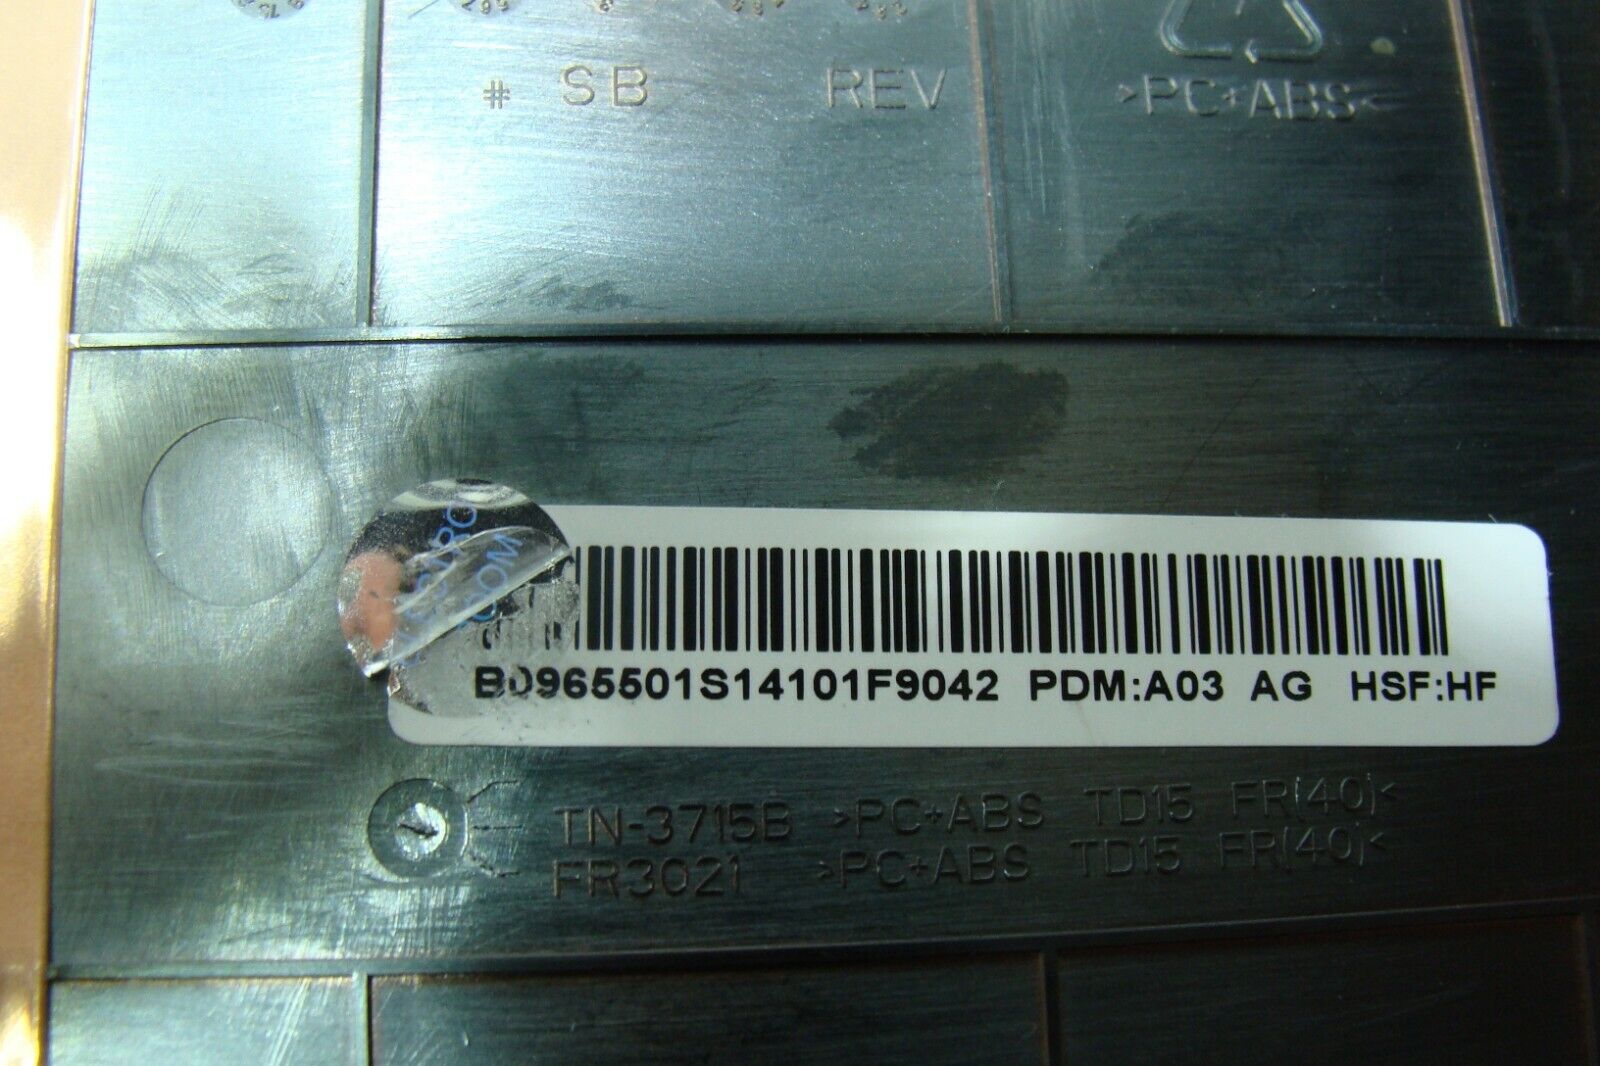 # SB REV
>PC+ABS<
COM
B0965501S14101F9042 PDM:A03 AG HSF:HF
TN-3715B >PC+ABS TD15 FR(40)<
FR3021 >PC+ABS TD15 FR(40)<